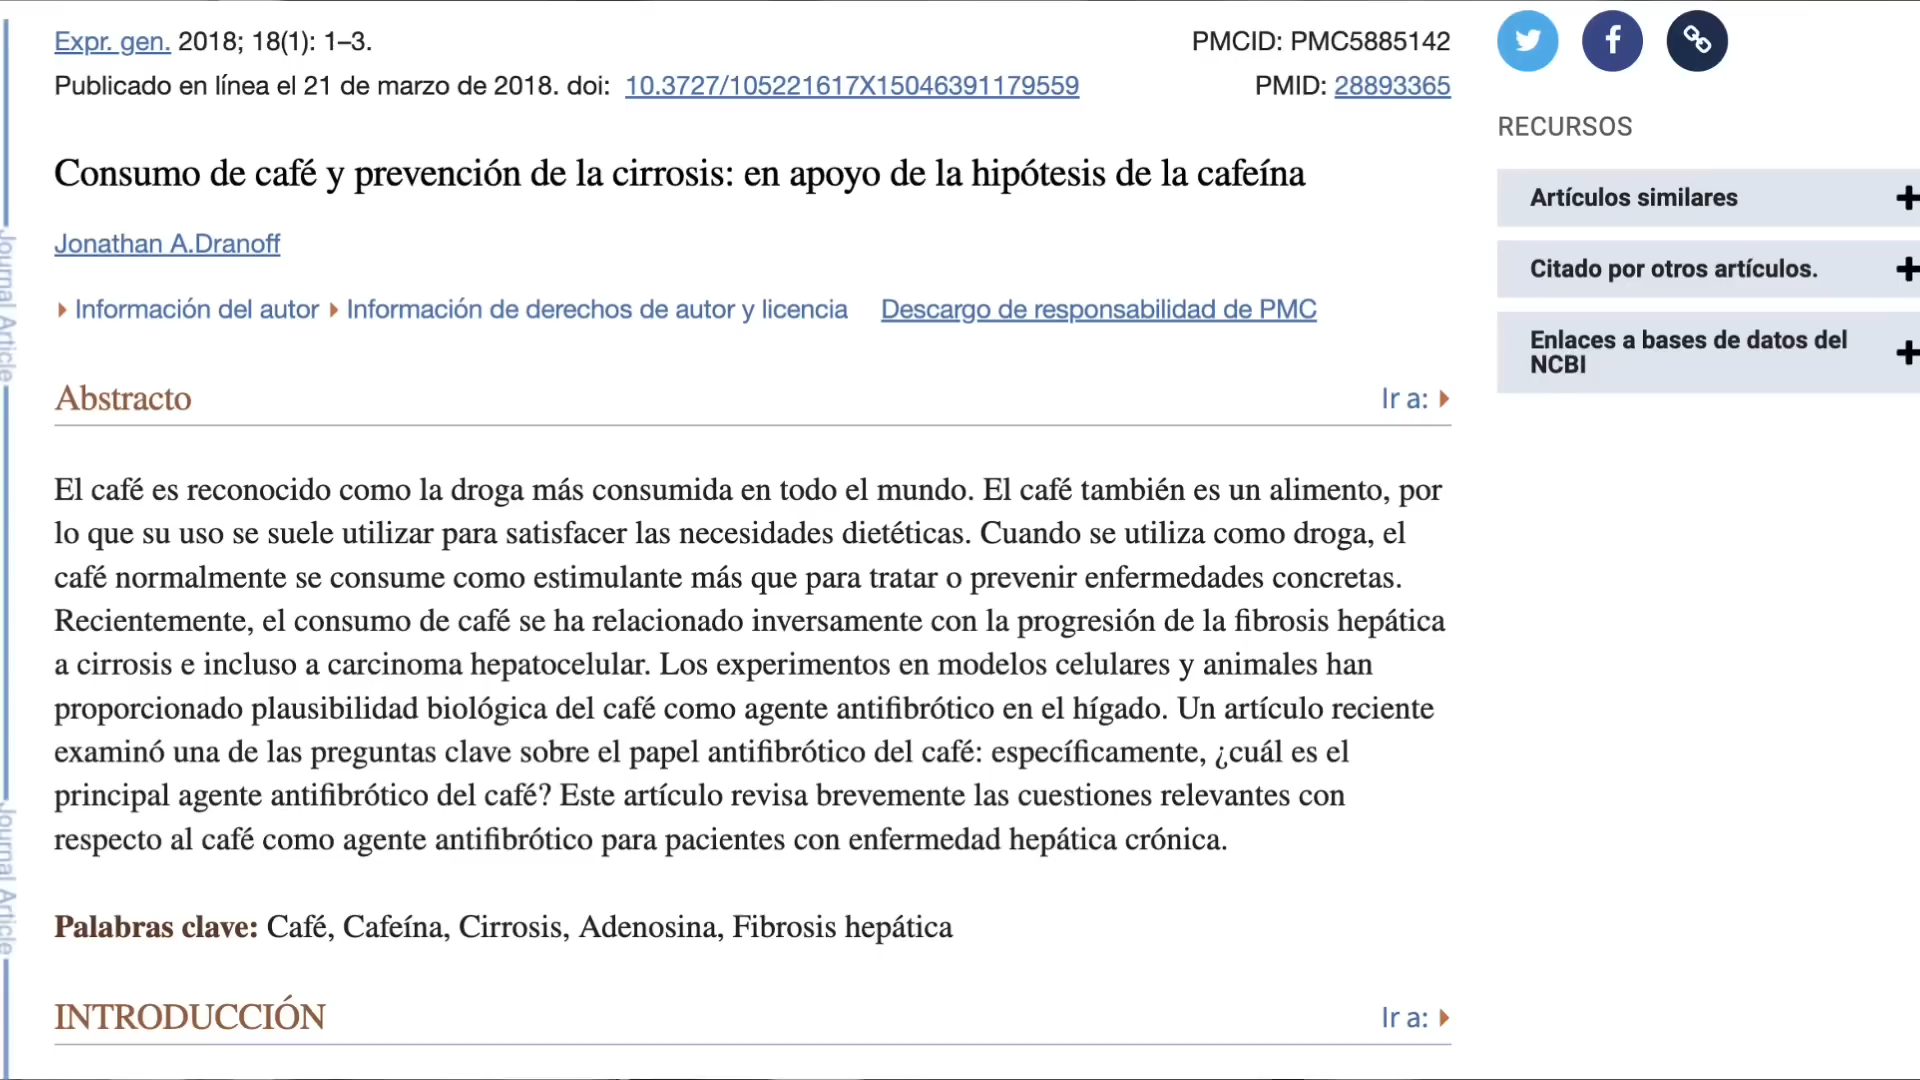 Expr. gen. 2018; 18(1): 1–3.
PMCID: PMC5885142
Publicado en línea el 21 de marzo de 2018. doi: 10.3727/105221617X15046391179559
PMID: 28893365
Consumo de café y prevención de la cirrosis: en apoyo de la hipótesis de la cafeína
Jonathan A.Dranoff
Información del autor Información de derechos de autor y licencia Descargo de responsabilidad de PMC
Abstracto
Ir a:
El café es reconocido como la droga más consumida en todo el mundo. El café también es un alimento, por
lo que su uso se suele utilizar para satisfacer las necesidades dietéticas. Cuando se utiliza como droga, el
café normalmente se consume como estimulante más que para tratar o prevenir enfermedades concretas.
Recientemente, el consumo de café se ha relacionado inversamente con la progresión de la fibrosis hepática
a cirrosis e incluso a carcinoma hepatocelular. Los experimentos en modelos celulares y animales han
proporcionado plausibilidad biológica del café como agente antifibrótico en el hígado. Un artículo reciente
examinó una de las preguntas clave sobre el papel antifibrótico del café: específicamente, ¿cuál es el
principal agente antifibrótico del café? Este artículo revisa brevemente las cuestiones relevantes con
respecto al café como agente antifibrótico para pacientes con enfermedad hepática crónica.
Palabras clave: Café, Cafeína, Cirrosis, Adenosina, Fibrosis hepática
INTRODUCCIÓN
Ir a:
RECURSOS
Artículos similares
Citado por otros artículos.
Enlaces a bases de datos del
NCBI
Journal Article
Journal Article